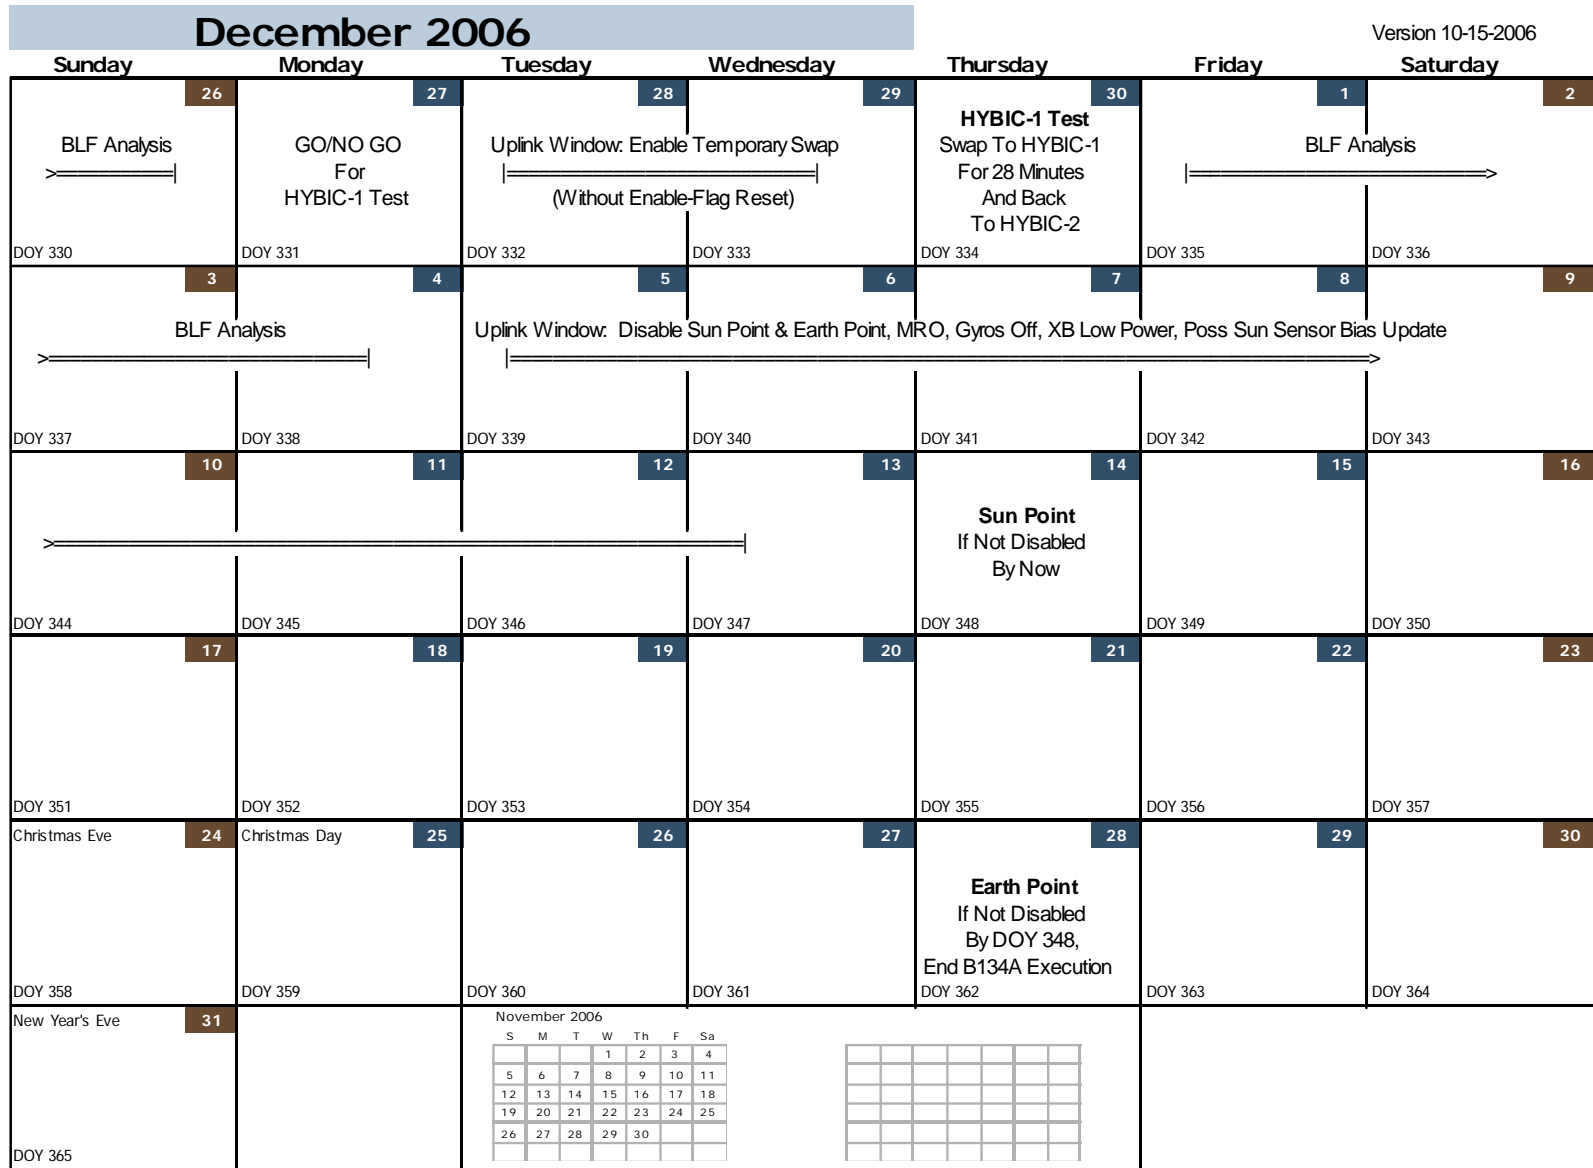 December 2006
Version 10-15-2006
Sunday Monday Tuesday Wednesday Thursday Friday Saturday
26 27 28 29 30 1 2
BLF Analysis
>===========|
GO/NO GO
For
HYBIC-1 Test
Uplink Window: Enable Temporary Swap
|=============================|
(Without Enable-Flag Reset)
HYBIC-1 Test
Swap To HYBIC-1
For 28 Minutes
And Back
To HYBIC-2
BLF Analysis
|============================>
DOY 330 DOY 331 DOY 332 DOY 333 DOY 334 DOY 335 DOY 336
3 4 5 6 7 8 9
BLF Analysis
>==============================|
Uplink Window: Disable Sun Point & Earth Point, MRO, Gyros Off, XB Low Power, Poss Sun Sensor Bias Update
|================================================================================>
DOY 337 DOY 338 DOY 339 DOY 340 DOY 341 DOY 342 DOY 343
10 11 12 13 14 15 16
>=================================================================|
Sun Point
If Not Disabled
By Now
DOY 344 DOY 345 DOY 346 DOY 347 DOY 348 DOY 349 DOY 350
17 18 19 20 21 22 23
DOY 351 DOY 352 DOY 353 DOY 354 DOY 355 DOY 356 DOY 357
Christmas Eve 24 Christmas Day 25 26 27 28 29 30
Earth Point
If Not Disabled
By DOY 348,
End B134A Execution
DOY 358 DOY 359 DOY 360 DOY 361 DOY 362 DOY 363 DOY 364
New Year's Eve 31
DOY 365
November 2006
S M T W Th F Sa
1 2 3 4
5 6 7 8 9 10 11
12 13 14 15 16 17 18
19 20 21 22 23 24 25
26 27 28 29 30